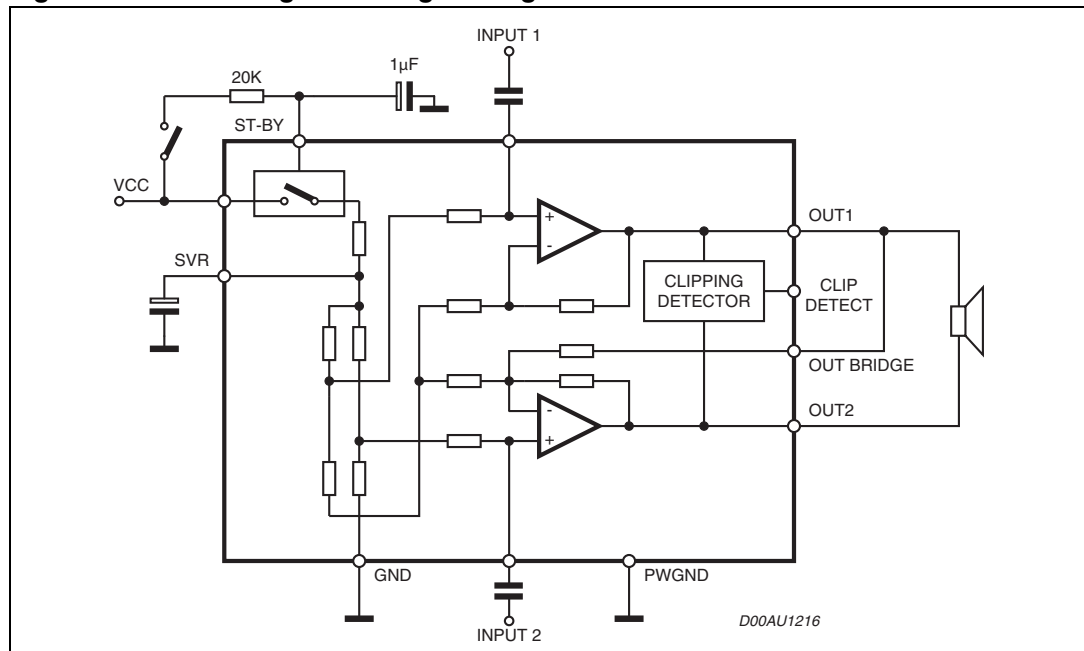 INPUT 1
1µF
20K
ST-BY
VCC
OUT1
+
-
SVR
CLIPPING
DETECTOR
CLIP
DETECT
OUT BRIDGE
OUT2
-
+
GND
PWGND
INPUT 2
D00AU1216